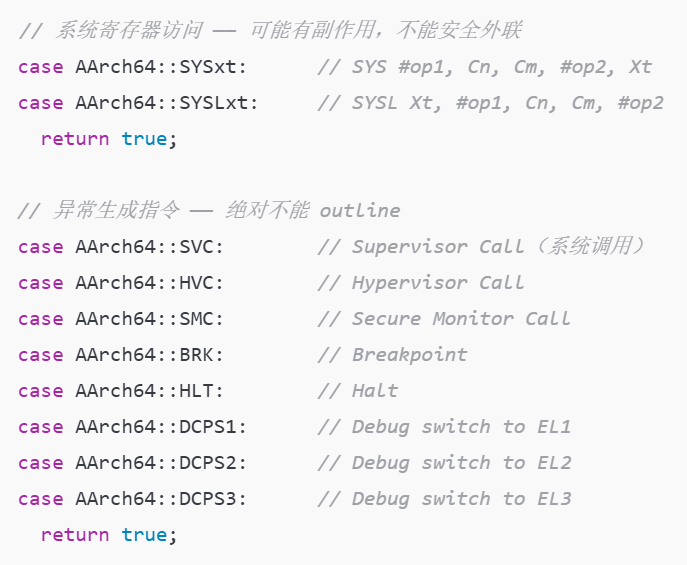 // 系统寄存器访问 —— 可能有副作用，不能安全外联
case AArch64::SYSxt:      // SYS #op1, Cn, Cm, #op2, Xt
case AArch64::SYSLxt:     // SYSL Xt, #op1, Cn, Cm, #op2
  return true;

// 异常生成指令 —— 绝对不能 outline
case AArch64::SVC:        // Supervisor Call（系统调用）
case AArch64::HVC:        // Hypervisor Call
case AArch64::SMC:        // Secure Monitor Call
case AArch64::BRK:        // Breakpoint
case AArch64::HLT:        // Halt
case AArch64::DCPS1:      // Debug switch to EL1
case AArch64::DCPS2:      // Debug switch to EL2
case AArch64::DCPS3:      // Debug switch to EL3
  return true;